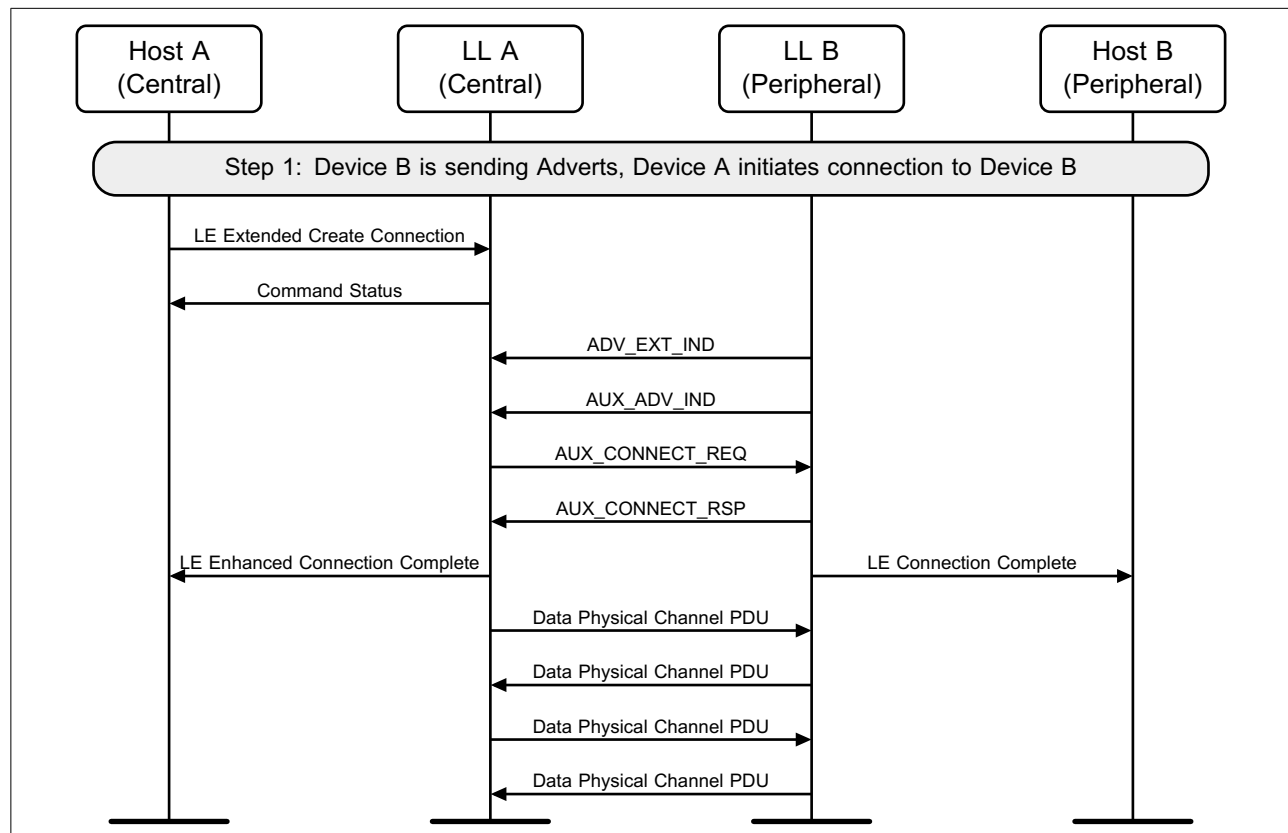 Host A
(Central)
LL A
(Central)
LL B
(Peripheral)
Host B
(Peripheral)
Step 1: Device B is sending Adverts, Device A initiates connection to Device B
LE Extended Create Connection
Command Status
ADV_EXT_IND
AUX_ADV_IND
AUX_CONNECT_REQ
AUX_CONNECT_RSP
LE Enhanced Connection Complete
LE Connection Complete
Data Physical Channel PDU
Data Physical Channel PDU
Data Physical Channel PDU
Data Physical Channel PDU